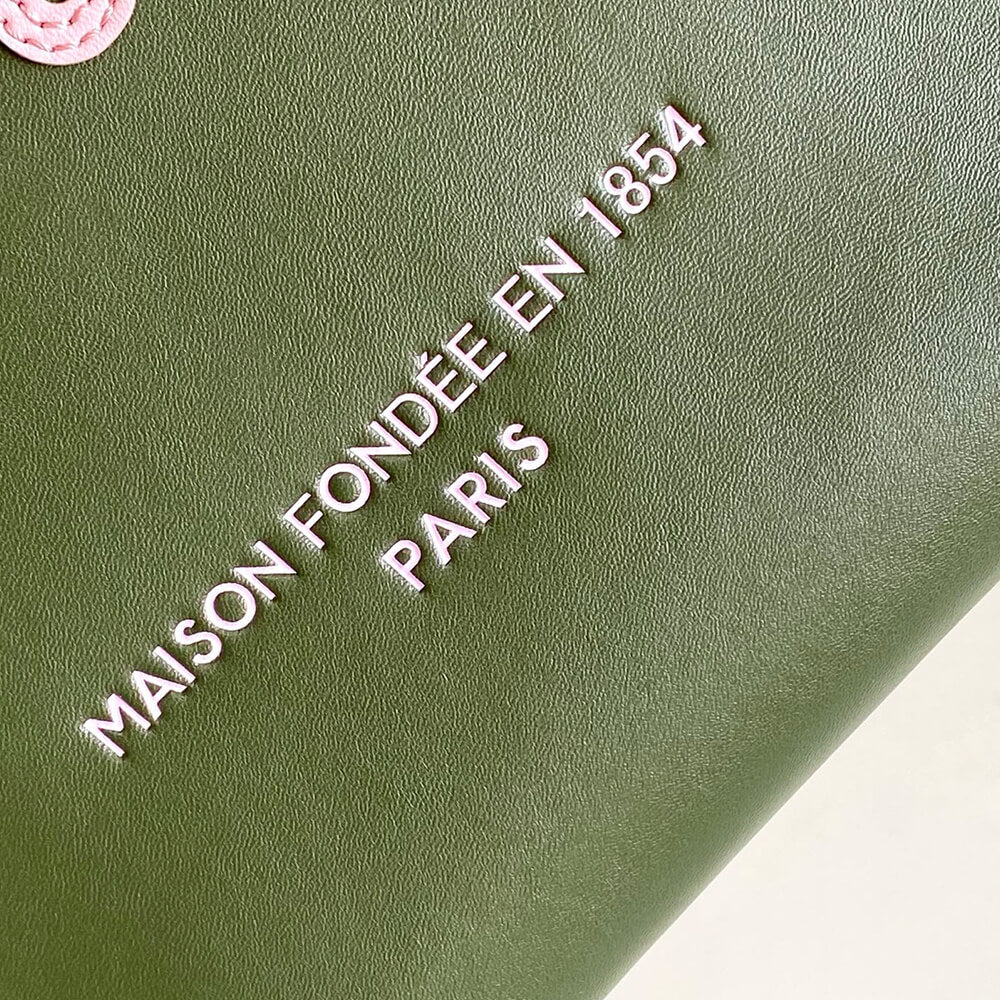 MAISON FONDÉE EN 1854
PARIS